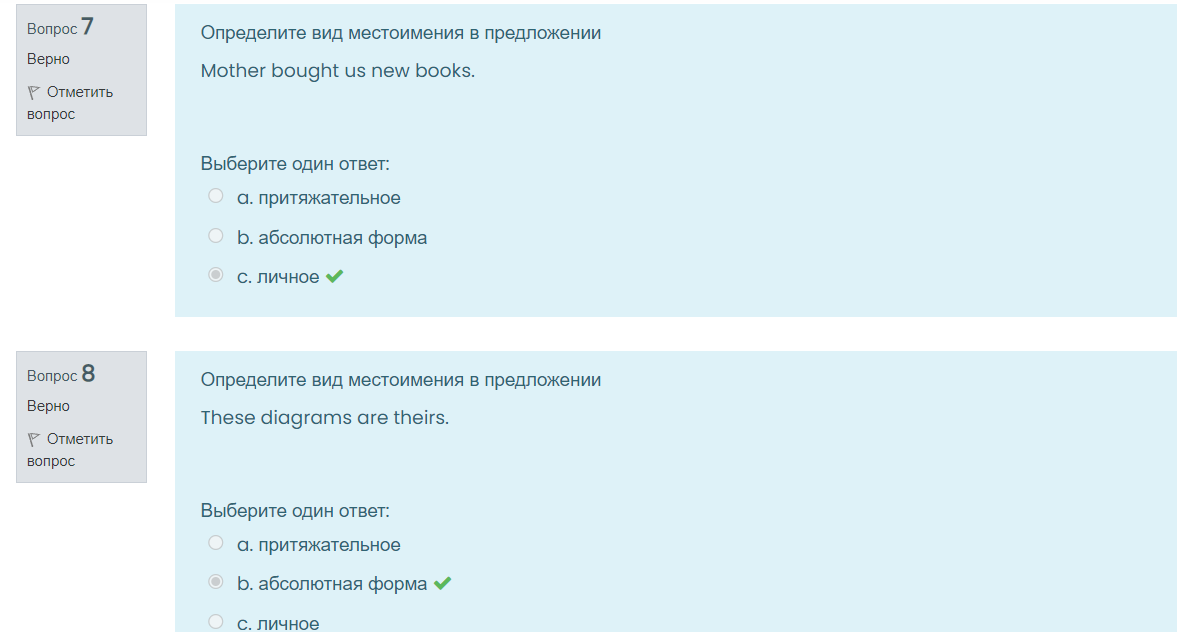 Вопрос 7
Верно
Отметить
вопрос
Определите вид местоимения в предложении
Mother bought us new books.
Выберите один ответ:
a. притяжательное
b. абсолютная форма
c. личное
Вопрос 8
Верно
Отметить
вопрос
Определите вид местоимения в предложении
These diagrams are theirs.
Выберите один ответ:
a. притяжательное
b. абсолютная форма
c. личное